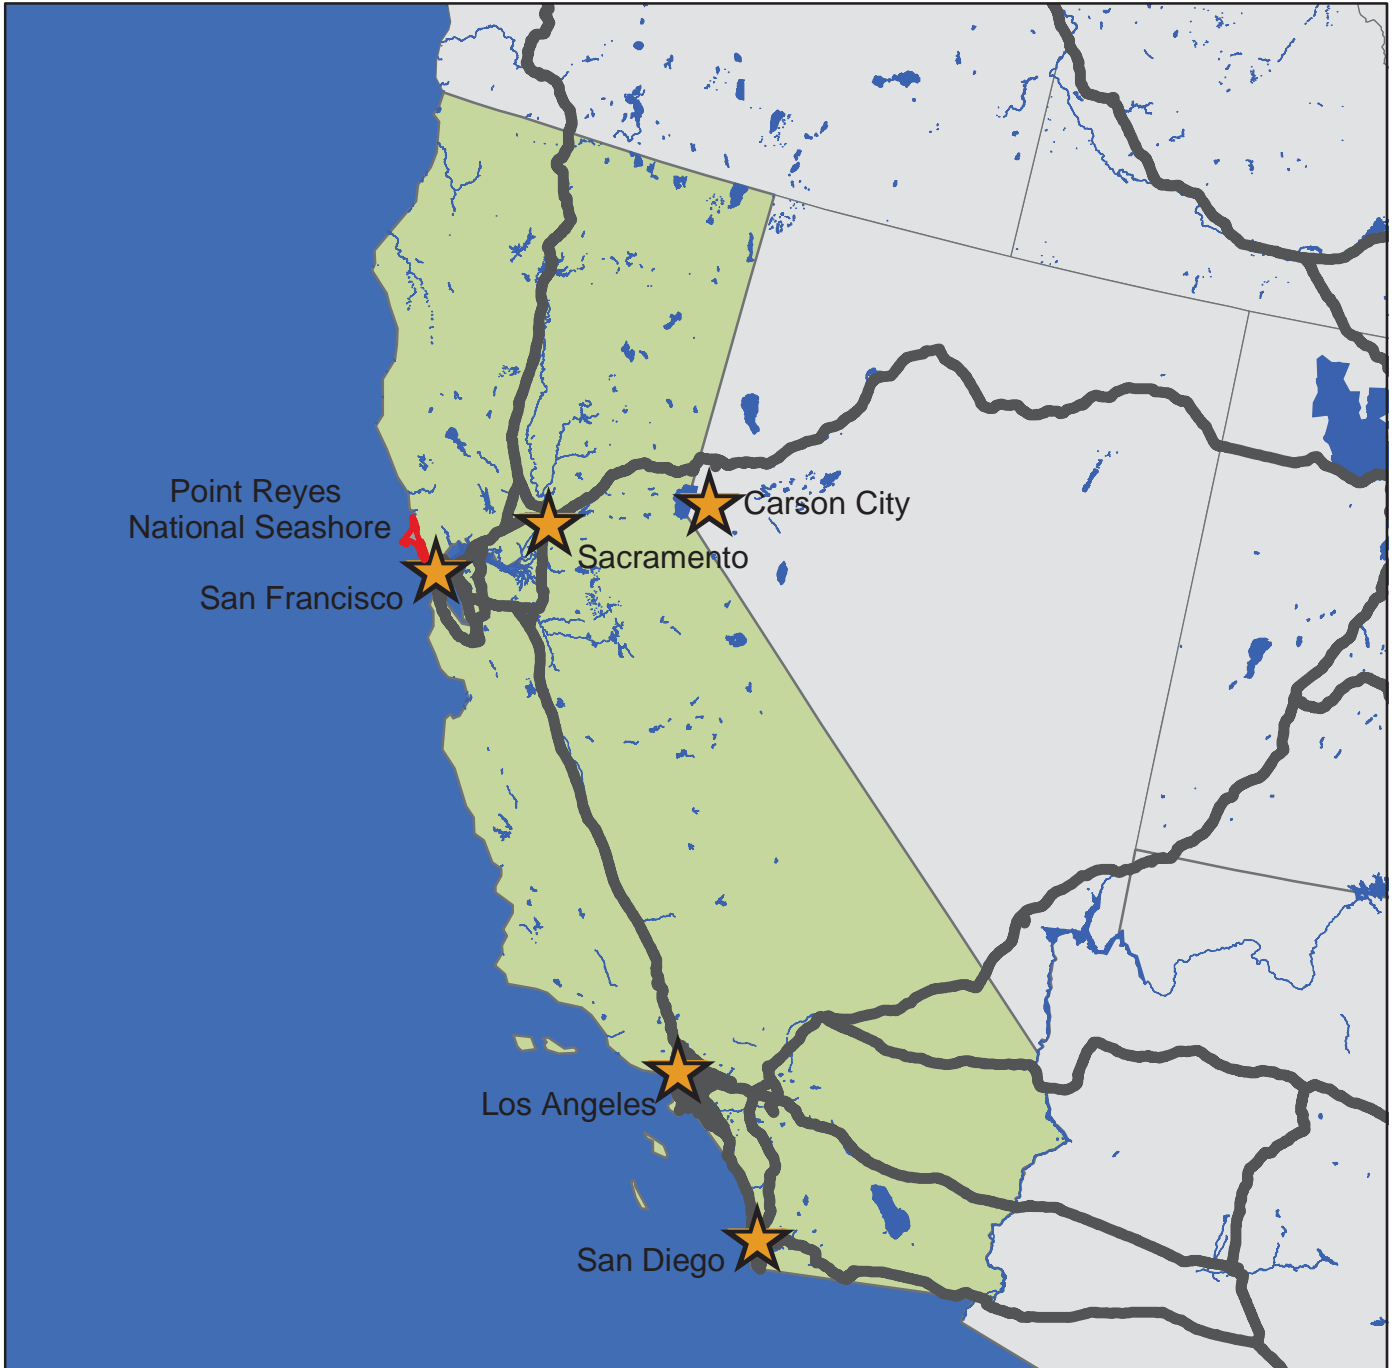 Point Reyes
National Seashore
Carson City
Sacramento
San Francisco
Los Angeles
San Diego